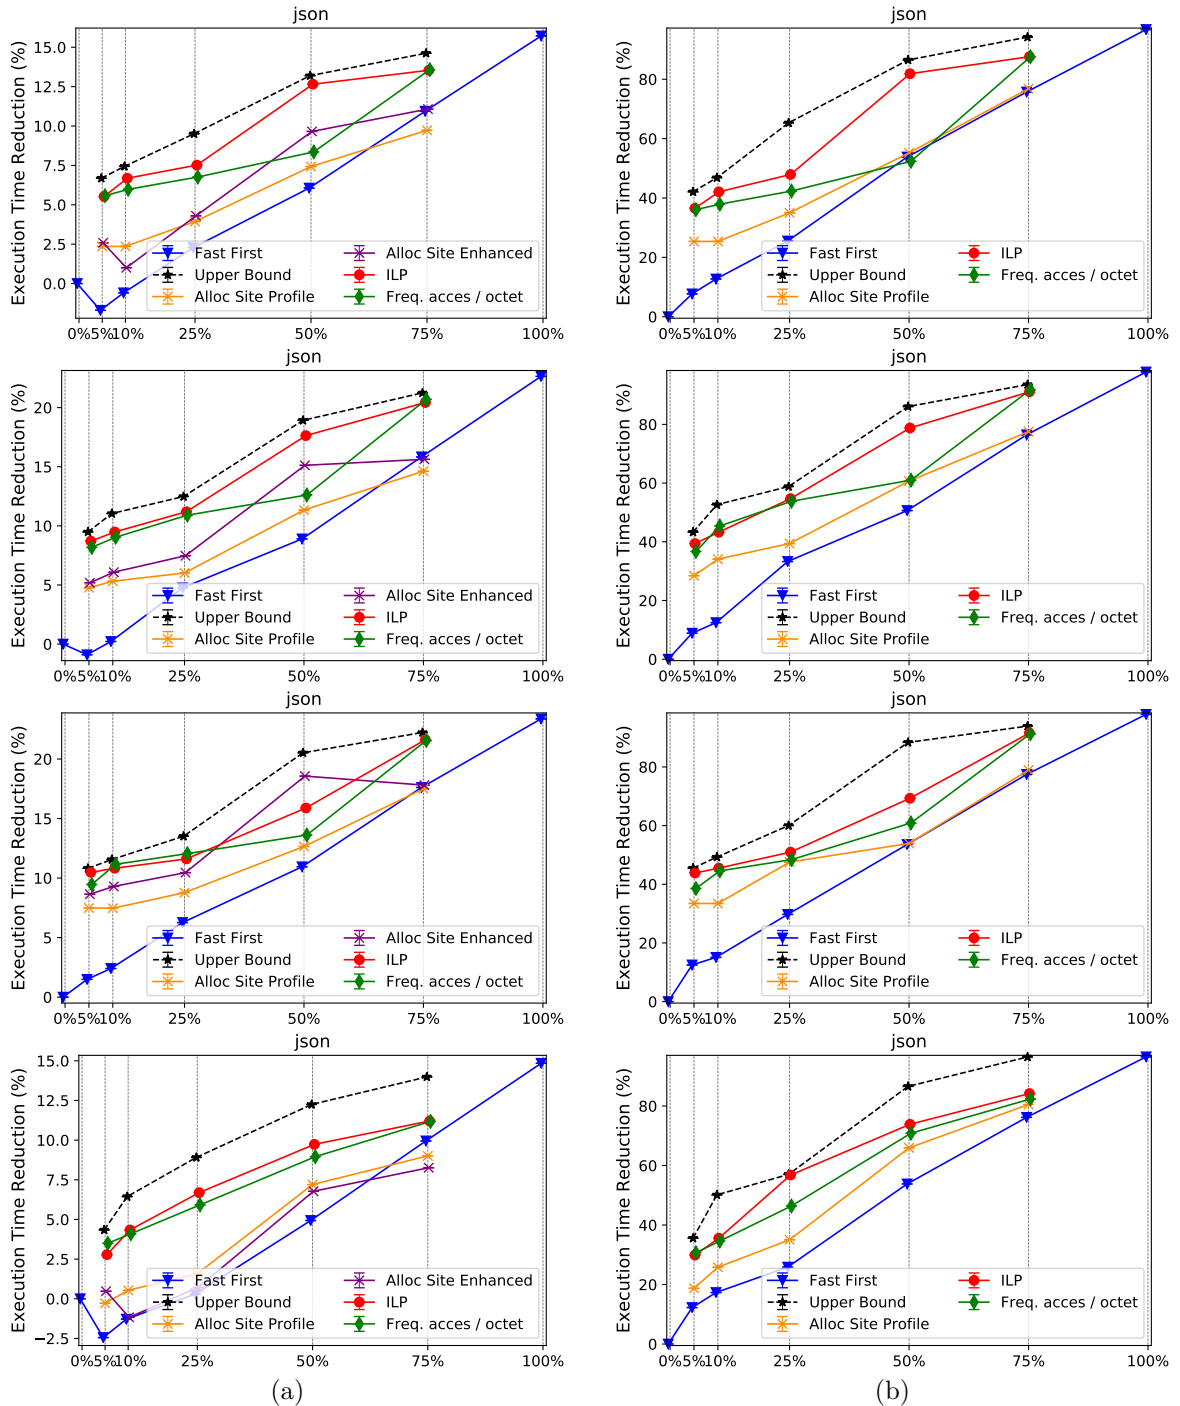 json
Execution Time Reduction (%)
15.0
12.5
10.0
7.5
5.0
2.5
0.0
Fast First
Upper Bound
Alloc Site Profile
Alloc Site Enhanced
ILP
Freq. acces / octet
0% 5% 10% 25% 50% 75% 100%
json
Execution Time Reduction (%)
80
60
40
20
0
Fast First
Upper Bound
Alloc Site Profile
ILP
Freq. acces / octet
0% 5% 10% 25% 50% 75% 100%
json
Execution Time Reduction (%)
20
15
10
5
0
Fast First
Upper Bound
Alloc Site Profile
Alloc Site Enhanced
ILP
Freq. acces / octet
0% 5% 10% 25% 50% 75% 100%
json
Execution Time Reduction (%)
80
60
40
20
0
Fast First
Upper Bound
Alloc Site Profile
ILP
Freq. acces / octet
0% 5% 10% 25% 50% 75% 100%
json
Execution Time Reduction (%)
20
15
10
5
0
Fast First
Upper Bound
Alloc Site Profile
Alloc Site Enhanced
ILP
Freq. acces / octet
0% 5% 10% 25% 50% 75% 100%
json
Execution Time Reduction (%)
80
60
40
20
0
Fast First
Upper Bound
Alloc Site Profile
ILP
Freq. acces / octet
0% 5% 10% 25% 50% 75% 100%
json
Execution Time Reduction (%)
15.0
12.5
10.0
7.5
5.0
2.5
0.0
−2.5
Fast First
Upper Bound
Alloc Site Profile
Alloc Site Enhanced
ILP
Freq. acces / octet
0% 5% 10% 25% 50% 75% 100%
(a)
json
Execution Time Reduction (%)
80
60
40
20
0
Fast First
Upper Bound
Alloc Site Profile
ILP
Freq. acces / octet
0% 5% 10% 25% 50% 75% 100%
(b)